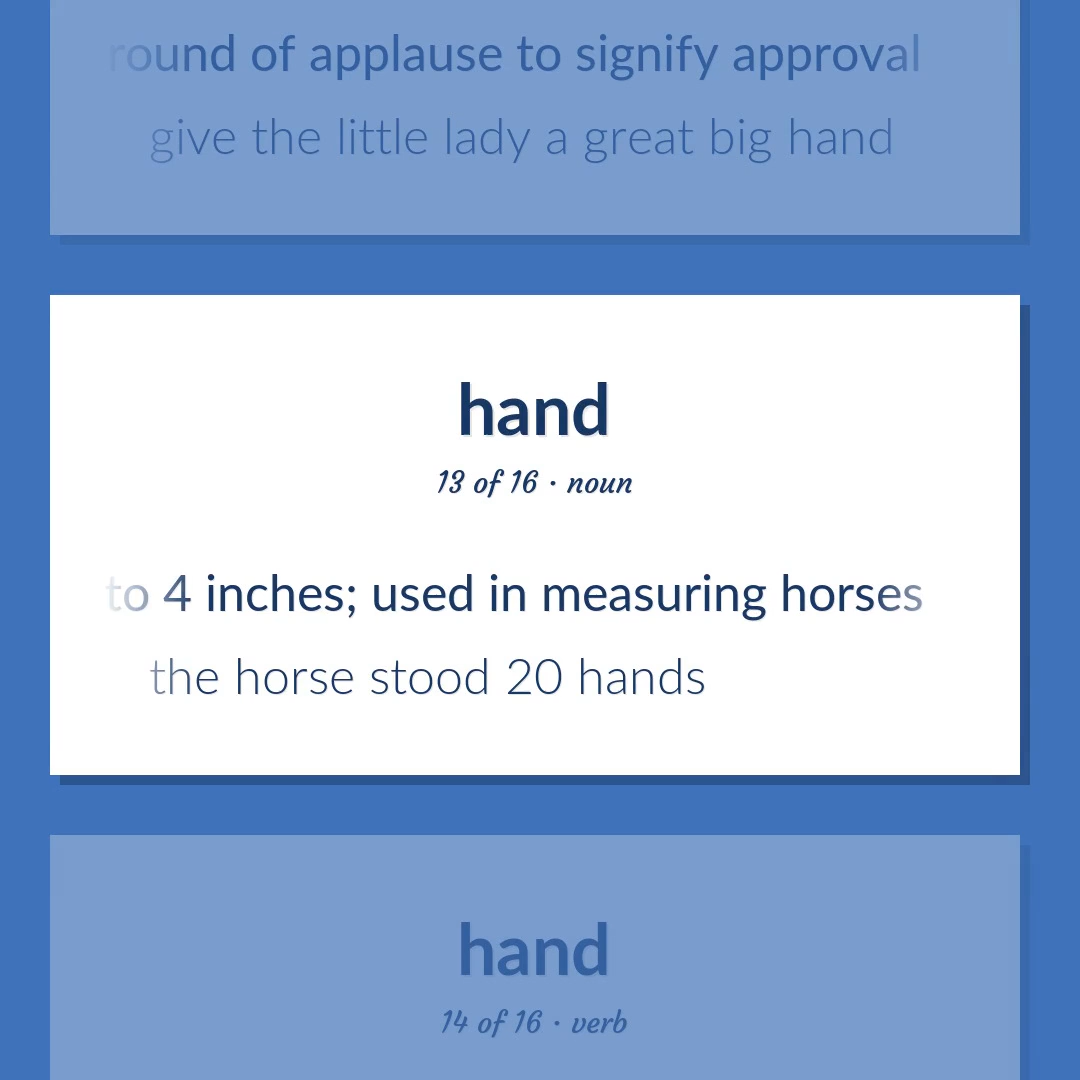 round of applause to signify approval
give the little lady a great big hand
hand
13 of 16 · noun
to 4 inches; used in measuring horses
the horse stood 20 hands
hand
14 of 16 · verb